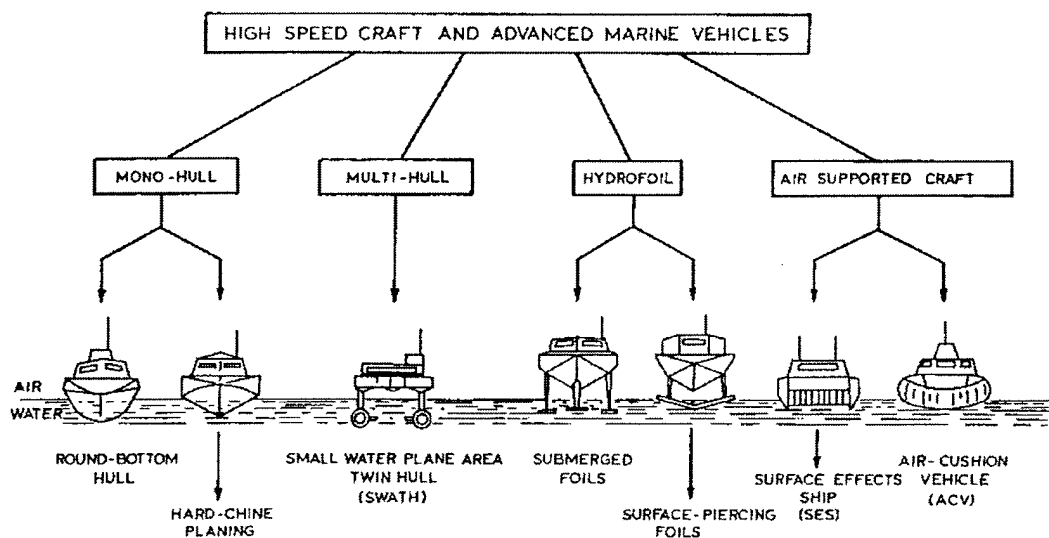 HIGH SPEED CRAFT AND ADVANCED MARINE VEHICLES
MONO-HULL
MULTI-HULL
HYDROFOIL
AIR SUPPORTED CRAFT
AIR
WATER
ROUND-BOTTOM
HULL
HARD-CHINE
PLANING
SMALL WATER PLANE AREA
TWIN HULL
(SWATH)
SUBMERGED
FOILS
SURFACE-PIERCING
FOILS
SURFACE EFFECTS
SHIP
(SES)
AIR-CUSHION
VEHICLE
(ACV)